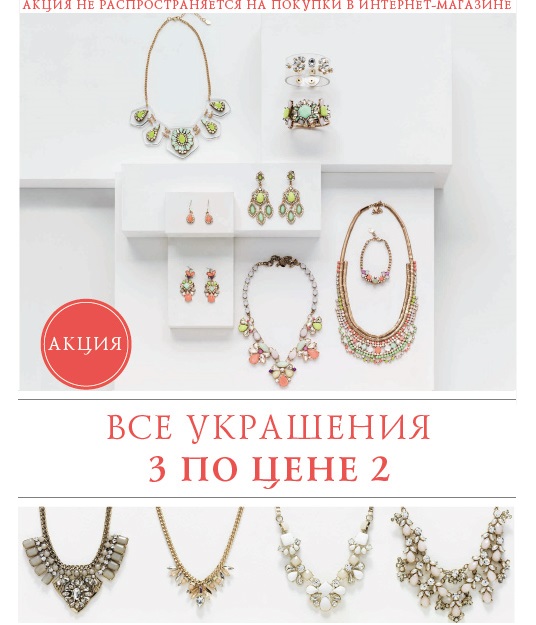 АКЦИЯ НЕ РАСПРОСТРАНЯЕТСЯ НА ПОКУПКИ В ИНТЕРНЕТ-МАГАЗИНЕ
АКЦИЯ
ВСЕ УКРАШЕНИЯ
3 ПО ЦЕНЕ 2